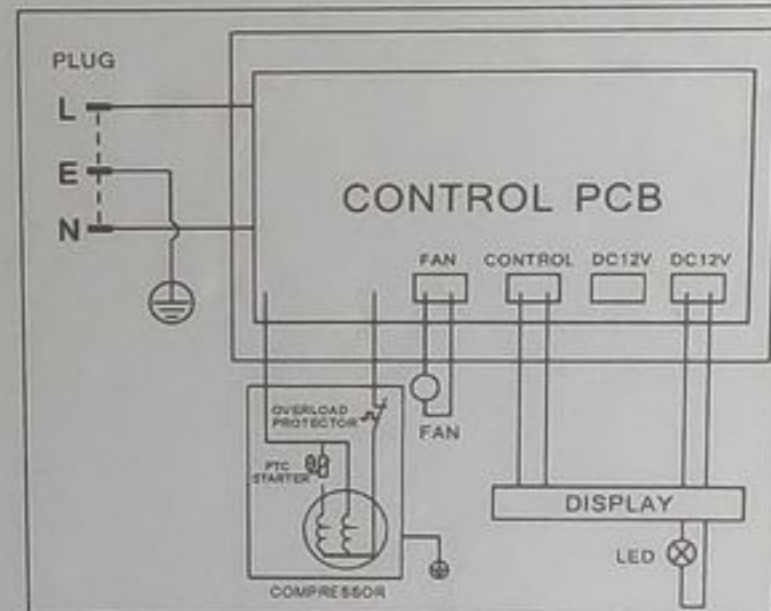 PLUG
L
E
N
CONTROL PCB
FAN
CONTROL
DC12V
DC12V
OVERLOAD
PROTECTOR
FAN
PTC
STARTER
DISPLAY
LED
COMPRESSOR